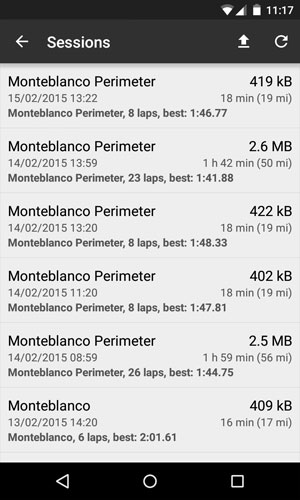 11:17
Sessions
Monteblanco Perimeter 419 kB
15/02/2015 13:22 18 min (19 mi)
Monteblanco Perimeter, 8 laps, best: 1:46.77
Monteblanco Perimeter 2.6 MB
14/02/2015 13:59 1 h 42 min (50 mi)
Monteblanco Perimeter, 23 laps, best: 1:41.88
Monteblanco Perimeter 422 kB
14/02/2015 13:20 18 min (19 mi)
Monteblanco Perimeter, 8 laps, best: 1:48.33
Monteblanco Perimeter 402 kB
14/02/2015 11:20 18 min (19 mi)
Monteblanco Perimeter, 8 laps, best: 1:47.81
Monteblanco Perimeter 2.5 MB
14/02/2015 08:59 1 h 59 min (56 mi)
Monteblanco Perimeter, 26 laps, best: 1:44.75
Monteblanco 409 kB
13/02/2015 14:20 16 min (17 mi)
Monteblanco, 6 laps, best: 2:01.61